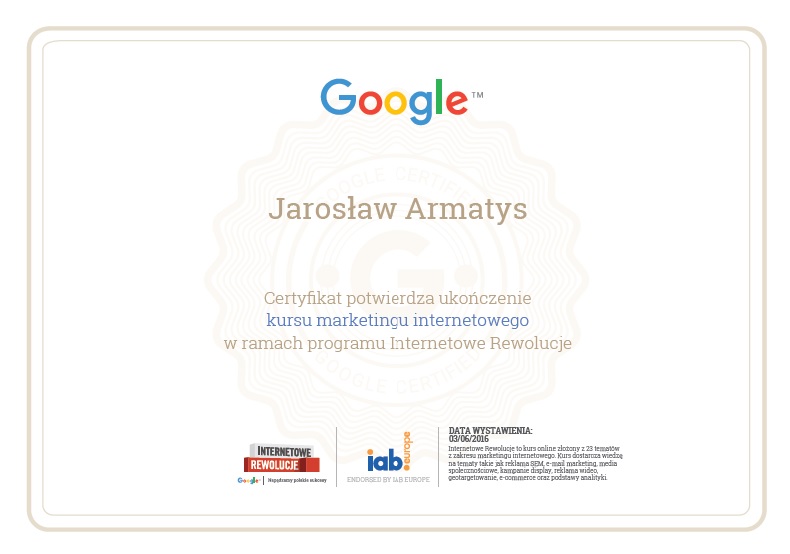 Google™
GOOGLE CERTIFIED
Jarosław Armatys
Certyfikat potwierdza ukończenie
kursu marketingu internetowego
w ramach programu Internetowe Rewolucje
GOOGLE CERTIFIED
INTERNETOWE
REWOLUCJE
Google™ Napędzamy polskie sukcesy
iab europe
ENDORSED BY IAB EUROPE
DATA WYSTAWIENIA:
03/06/2016
Internetowe Rewolucje to kurs online złożony z 23 tematów
z zakresu marketingu internetowego. Kurs dostarcza wiedzę
na tematy takie jak reklama SEM, e-mail marketing, media
społecznościowe, kampanie display, reklama wideo,
geotargetowanie, e-commerce oraz podstawy analityki.